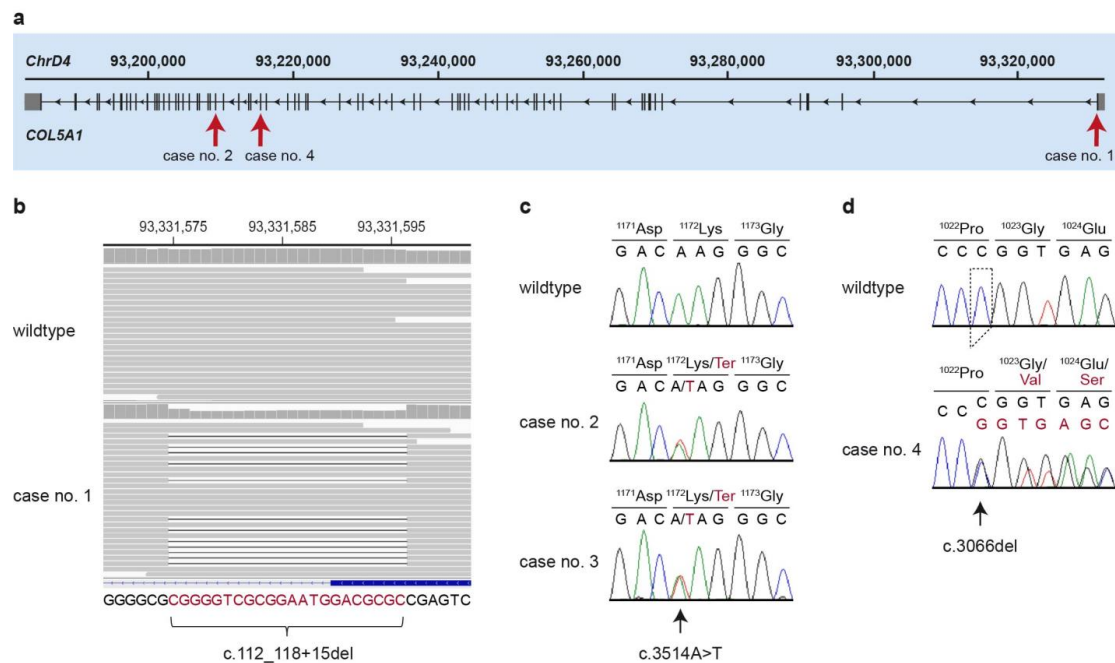 a
ChrD4 93,200,000 93,220,000 93,240,000 93,260,000 93,280,000 93,300,000 93,320,000
COL5A1
case no. 2 case no. 4 case no. 1
b
93,331,575 93,331,585 93,331,595
wildtype
case no. 1
GGGGCGCGGGGTCGCGGAATGGACGCGCCGAGTC
c.112_118+15del
c
1171Asp 1172Lys 1173Gly
G A C A A G G G C
wildtype
1171Asp 1172Lys/Ter 1173Gly
G A C A/T A G G G C
case no. 2
1171Asp 1172Lys/Ter 1173Gly
G A C A/T A G G G C
case no. 3
c.3514A>T
d
1022Pro 1023Gly 1024Glu
C C C G G T G A G
wildtype
1022Pro 1023Gly/Val 1024Glu/Ser
C C C G G T G A G
G G T G A G C
case no. 4
c.3066del